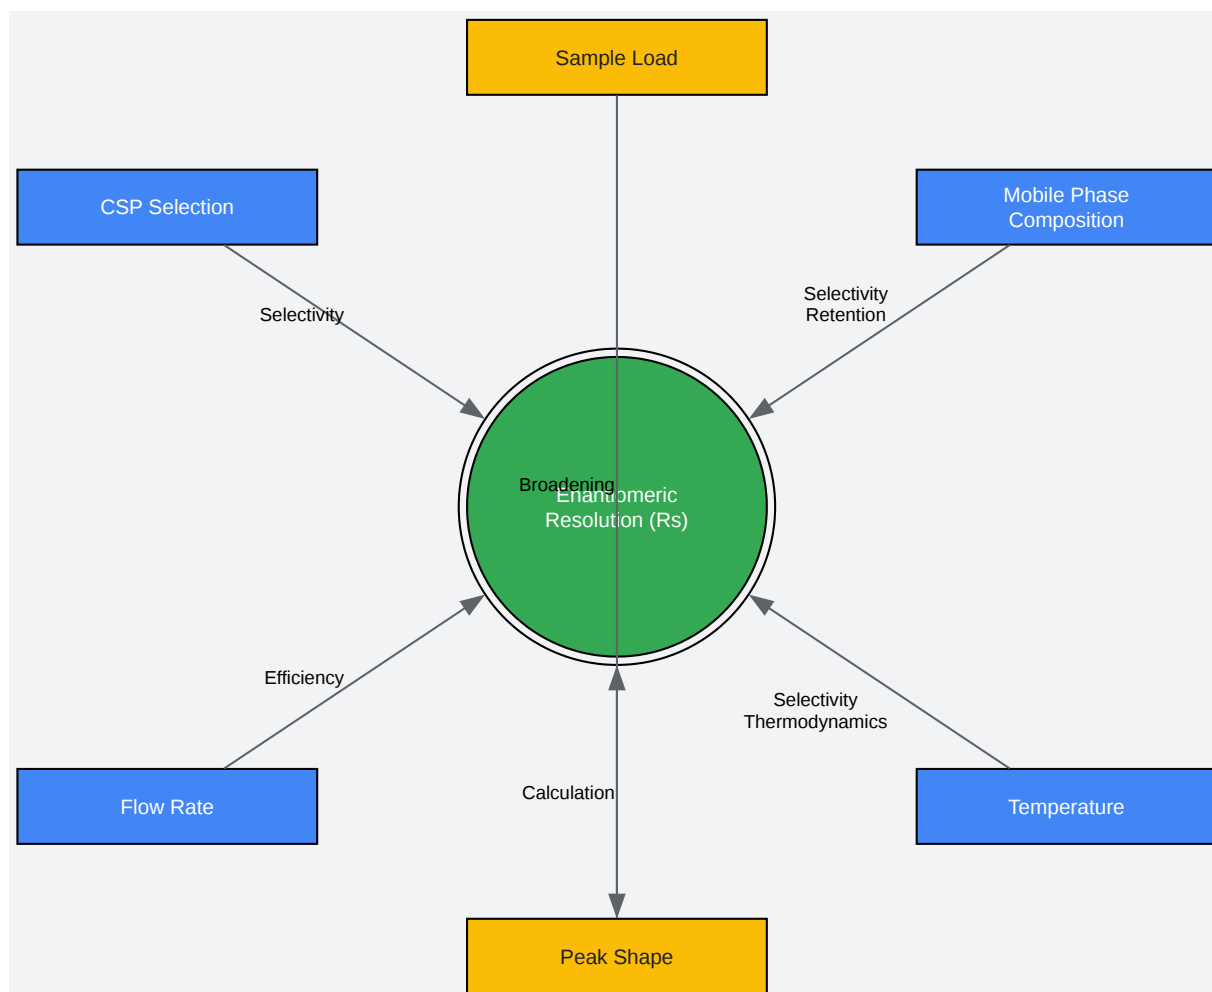 Sample Load
CSP Selection
Mobile Phase
Composition
Selectivity
Selectivity
Retention
Broadening
Enantiomeric
Resolution (Rs)
Efficiency
Selectivity
Thermodynamics
Calculation
Flow Rate
Temperature
Peak Shape